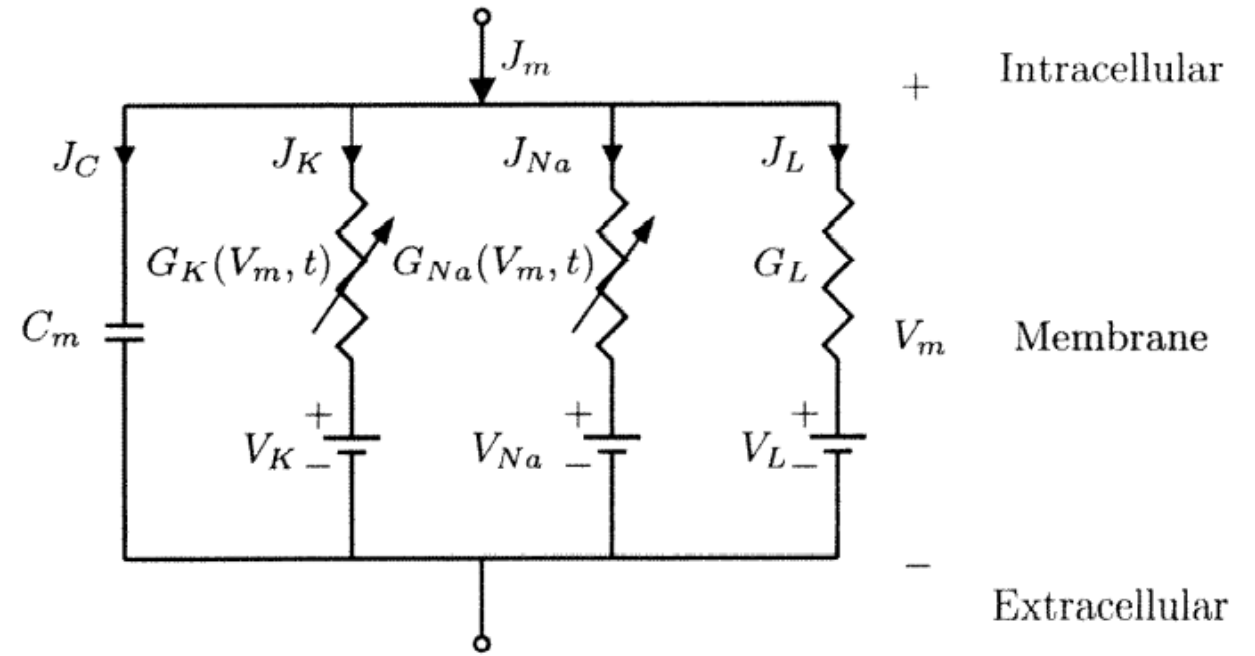 J_m
+ Intracellular
J_C J_K J_Na J_L
G_K(V_m, t) G_Na(V_m, t) G_L
C_m V_m Membrane
+ + +
V_K V_Na V_L
− − −
−
Extracellular